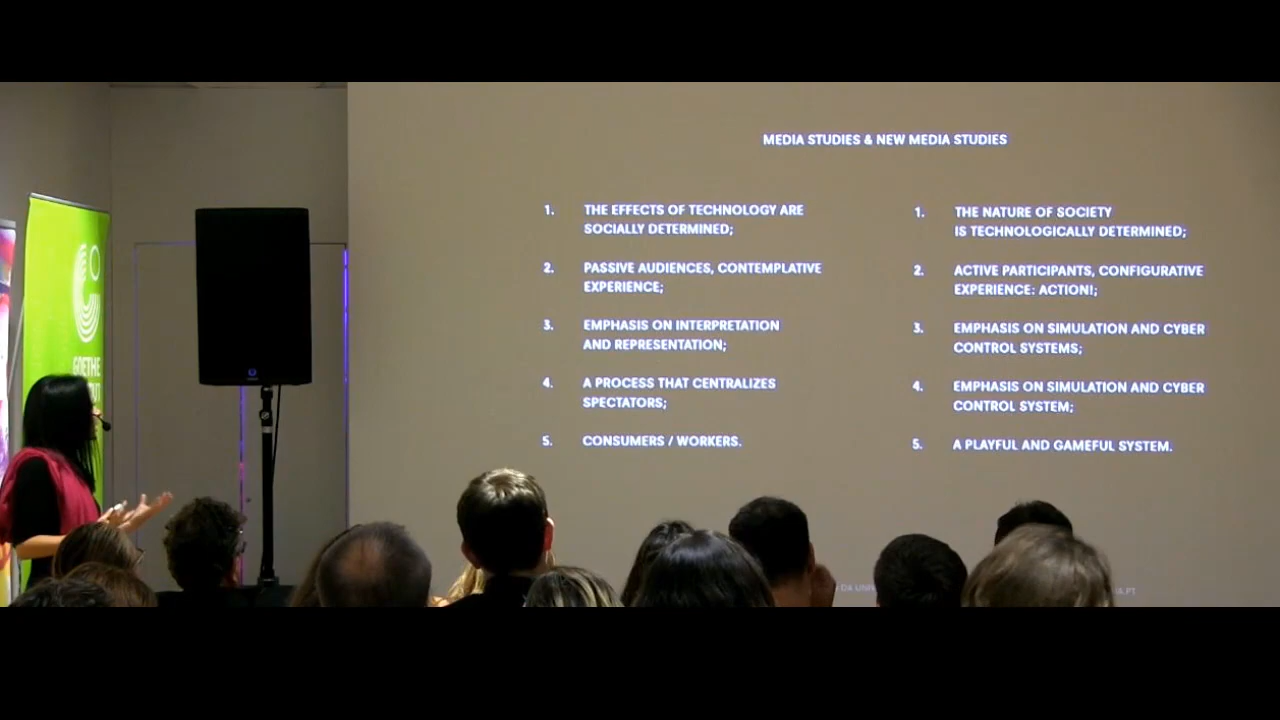 MEDIA STUDIES & NEW MEDIA STUDIES
1. THE EFFECTS OF TECHNOLOGY ARE
SOCIALLY DETERMINED;
2. PASSIVE AUDIENCES, CONTEMPLATIVE
EXPERIENCE;
3. EMPHASIS ON INTERPRETATION
AND REPRESENTATION;
4. A PROCESS THAT CENTRALIZES
SPECTATORS;
5. CONSUMERS / WORKERS.
1. THE NATURE OF SOCIETY
IS TECHNOLOGICALLY DETERMINED;
2. ACTIVE PARTICIPANTS, CONFIGURATIVE
EXPERIENCE: ACTION!;
3. EMPHASIS ON SIMULATION AND CYBER
CONTROL SYSTEMS;
4. EMPHASIS ON SIMULATION AND CYBER
CONTROL SYSTEM;
5. A PLAYFUL AND GAMEFUL SYSTEM.
GOETHE